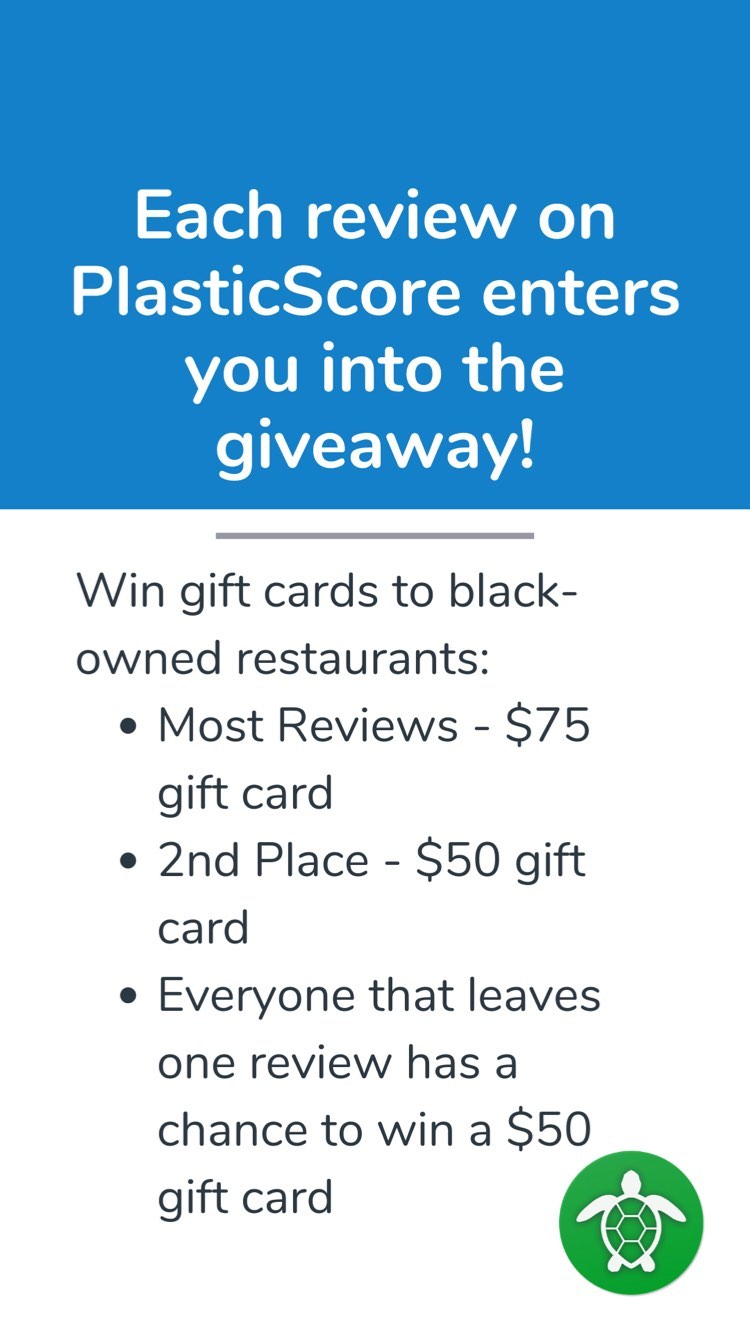 Each review on
PlasticScore enters
you into the
giveaway!
Win gift cards to black-
owned restaurants:
• Most Reviews - $75
gift card
• 2nd Place - $50 gift
card
• Everyone that leaves
one review has a
chance to win a $50
gift card